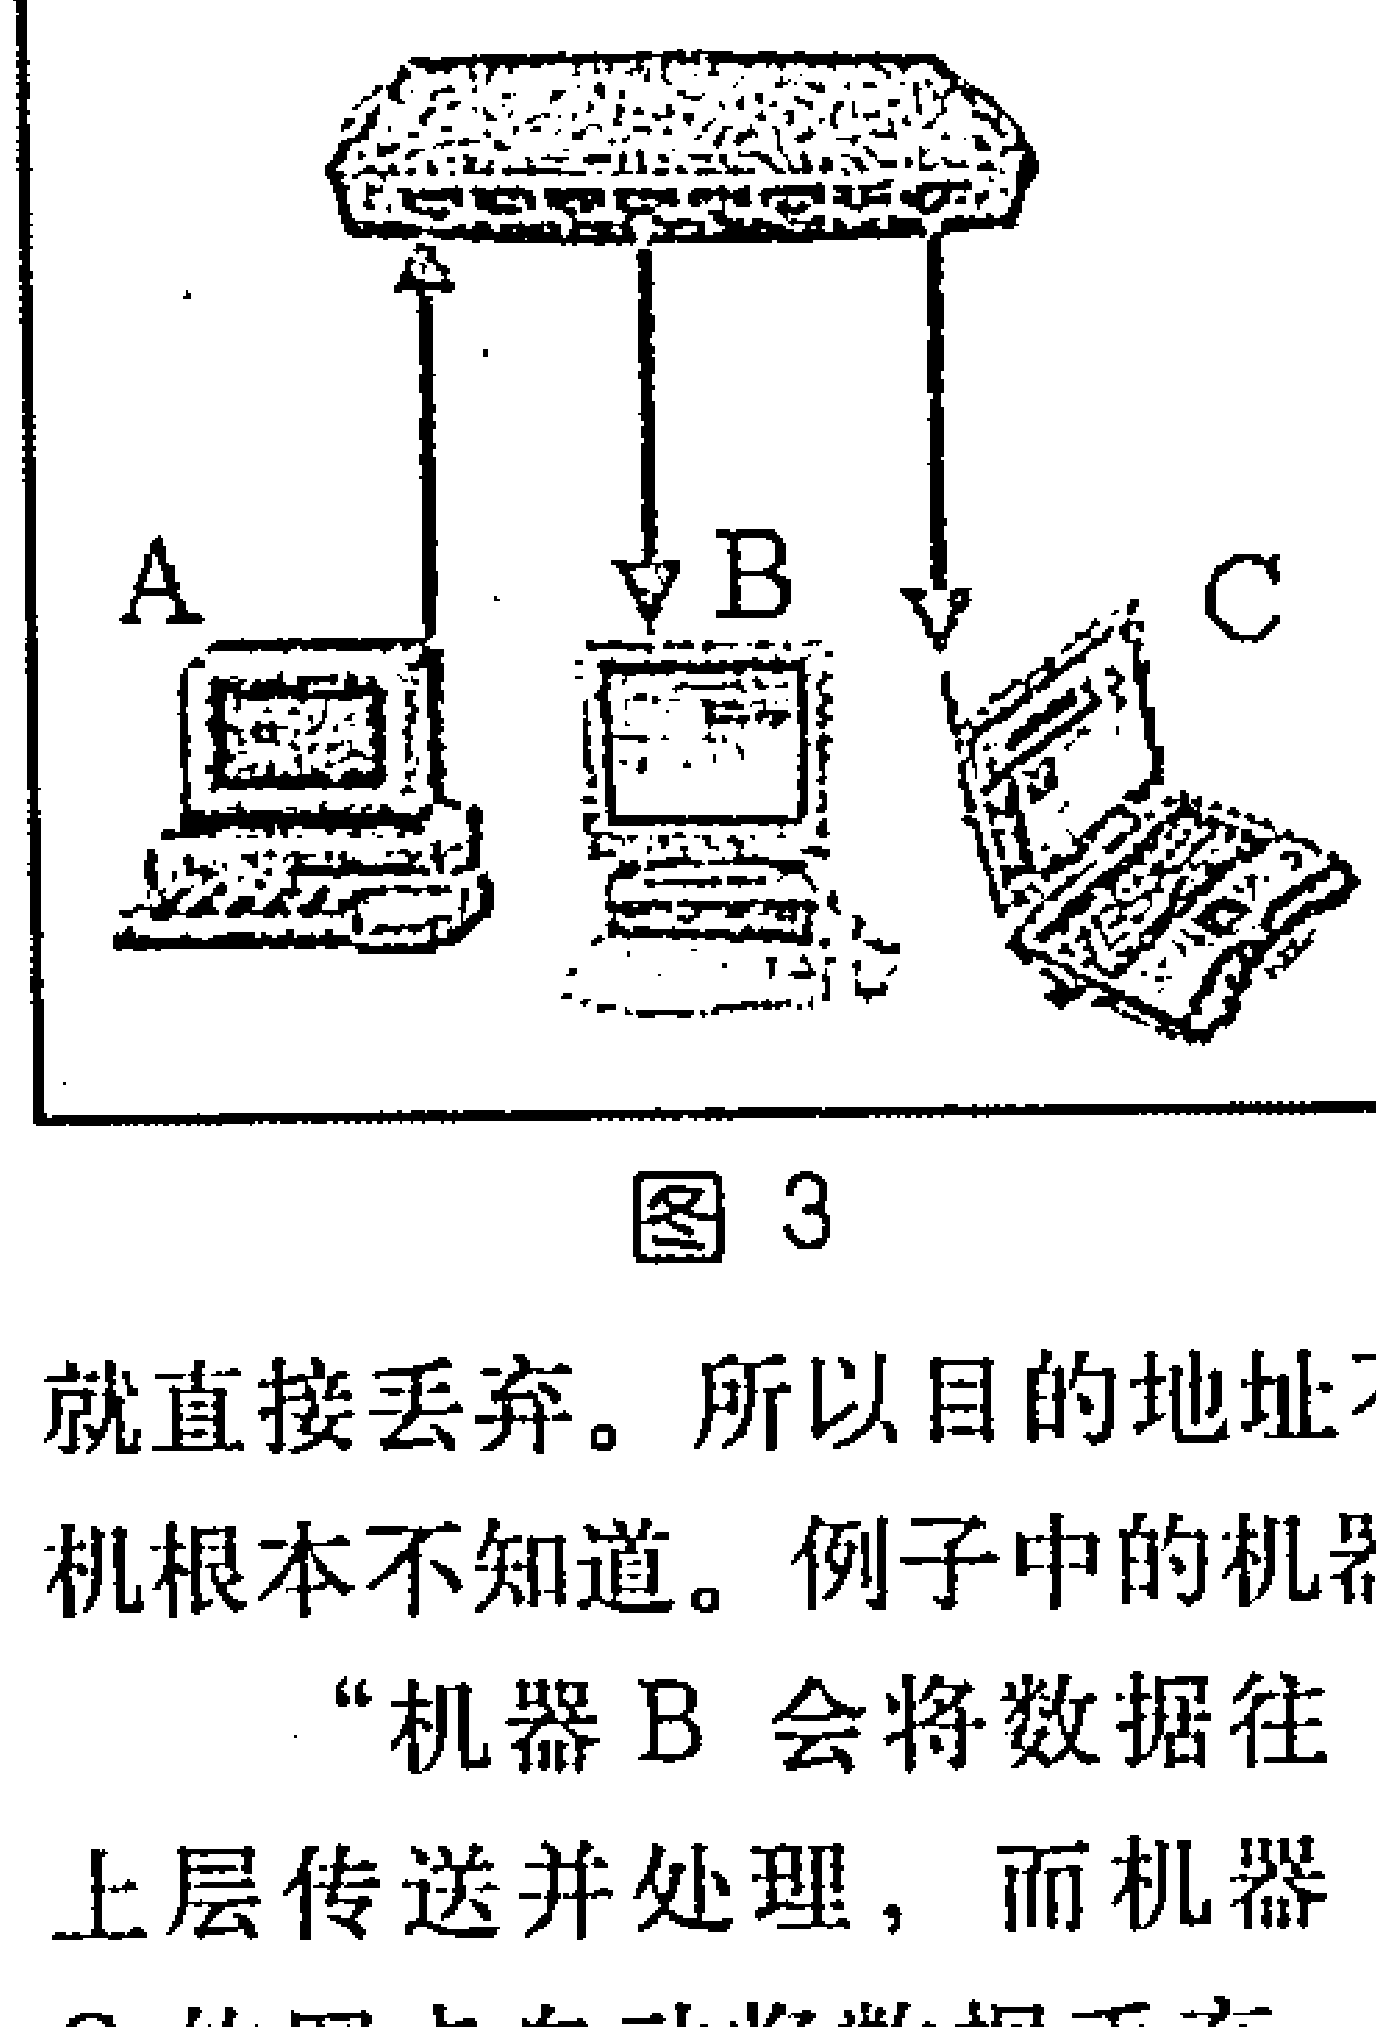 A
B
C
图 3
就直接丢弃。所以目的地址
机根本不知道。例子中的机器
“机器 B 会将数据往
上层传送并处理，而机器